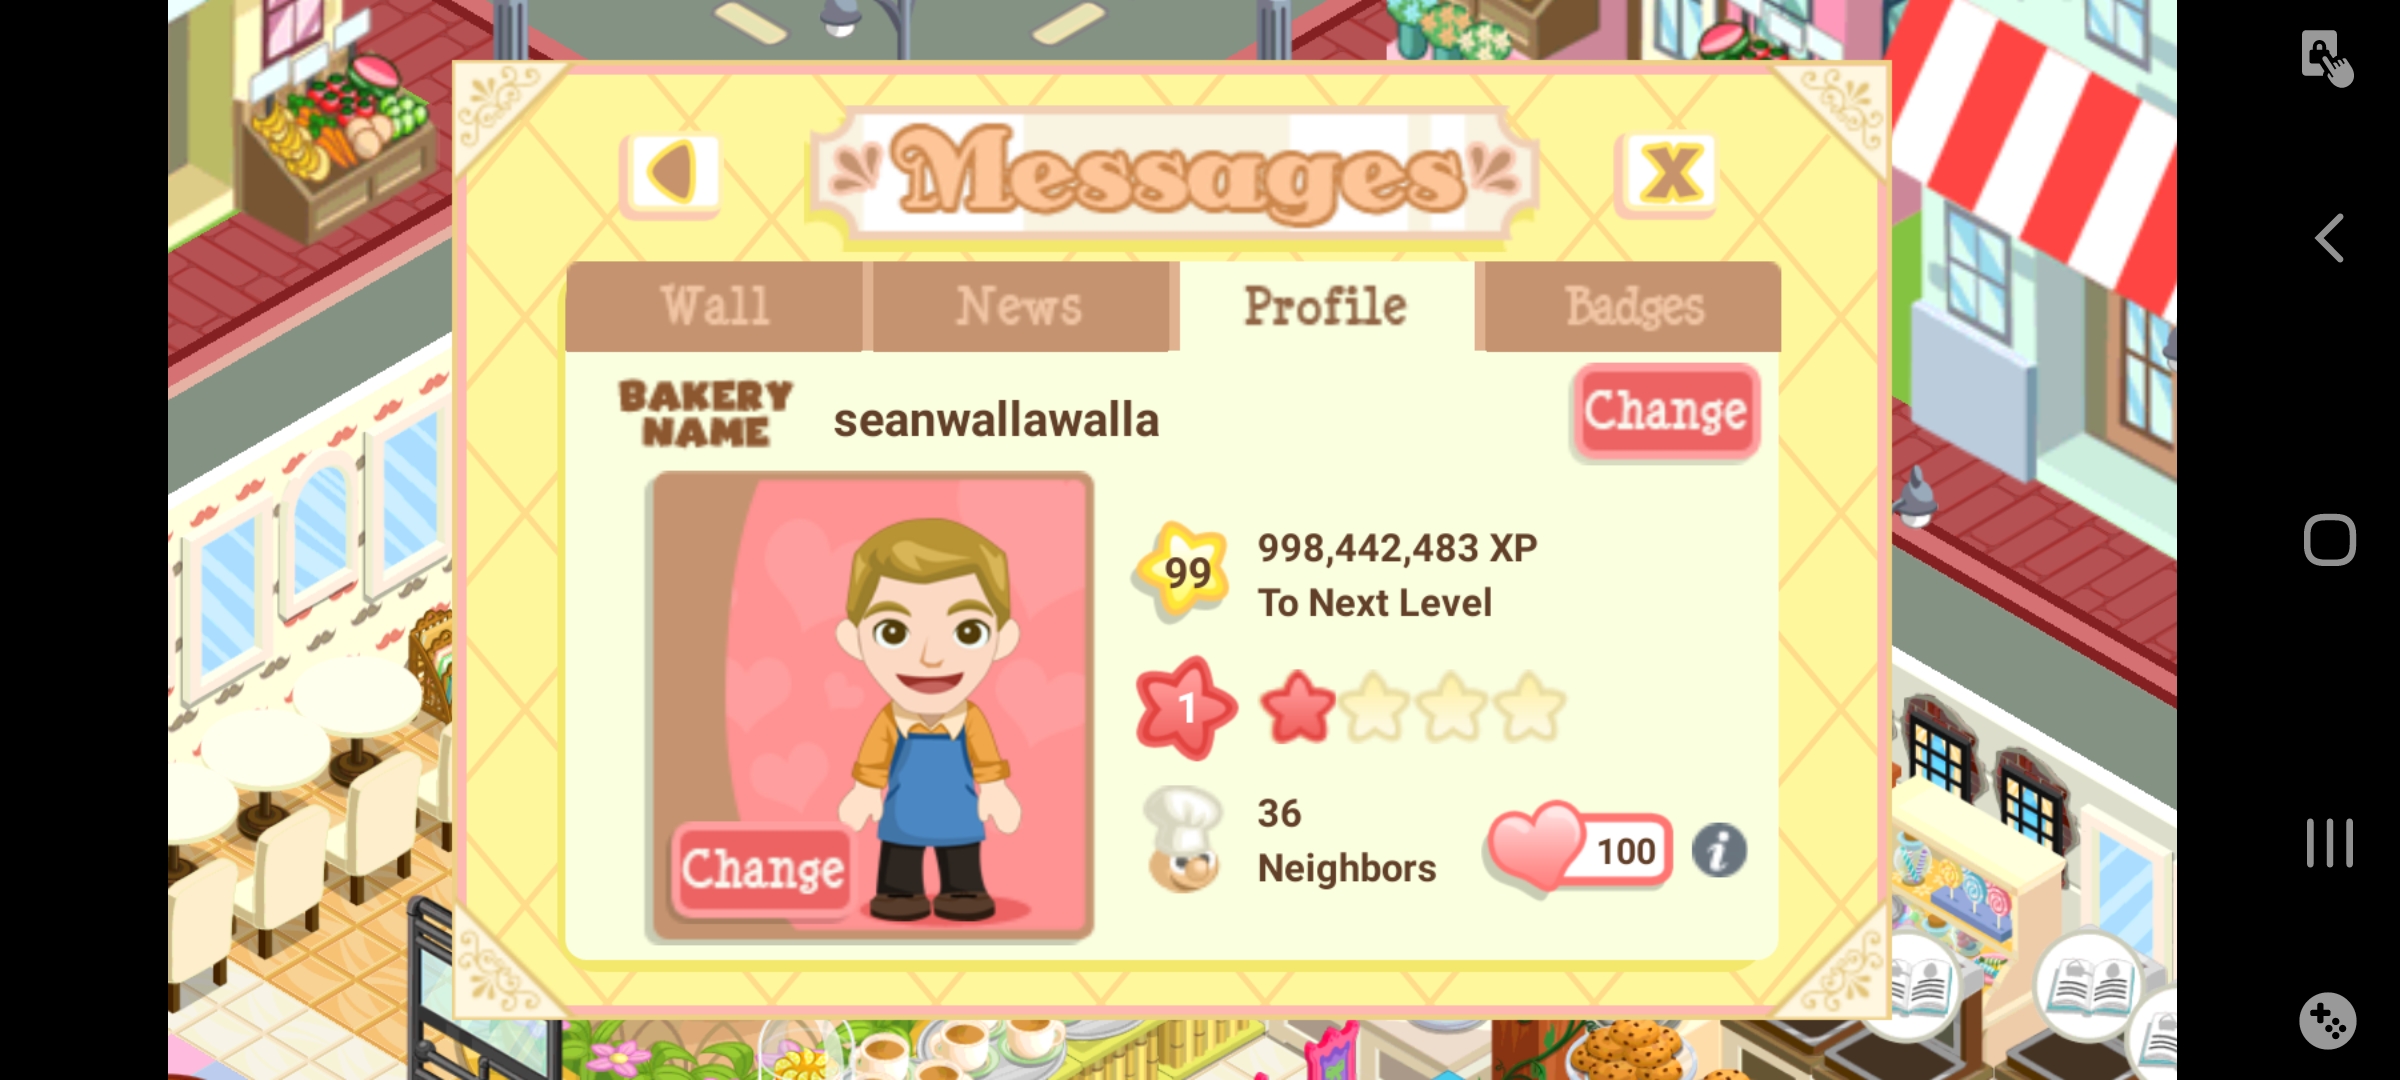 Messages
X
Wall
News
Profile
Badges
BAKERY
NAME
seanwallawalla
Change
99
998,442,483 XP
To Next Level
1
36
Neighbors
100
i
Change